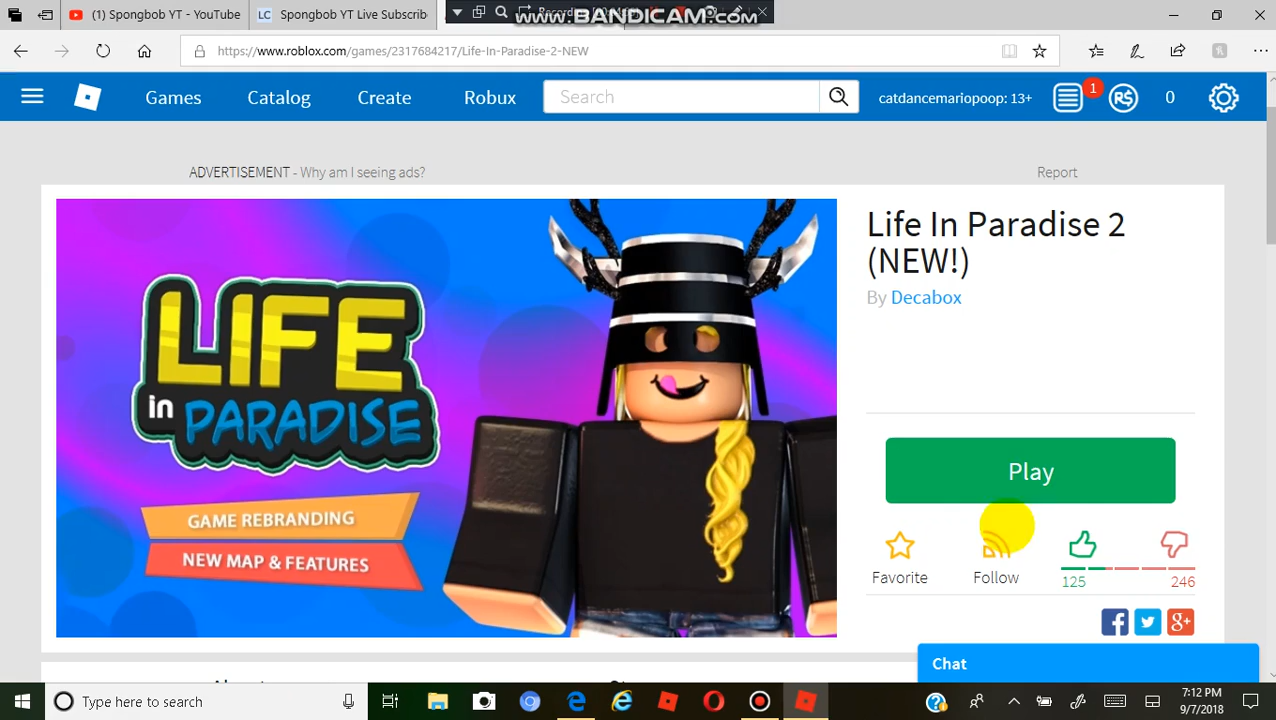 (1) Spongbob YT - YouTube
LC Spongbob YT Live Subscrib
www.BANDICAM.com
https://www.roblox.com/games/2317684217/Life-In-Paradise-2-NEW
Games Catalog Create Robux Search catdancemariopoop: 13+ 1 R$ 0
ADVERTISEMENT - Why am I seeing ads? Report
LIFE
in PARADISE
GAME REBRANDING
NEW MAP & FEATURES
Life In Paradise 2
(NEW!)
By Decabox
Play
Favorite Follow 125 246
Chat
Type here to search
7:12 PM
9/7/2018